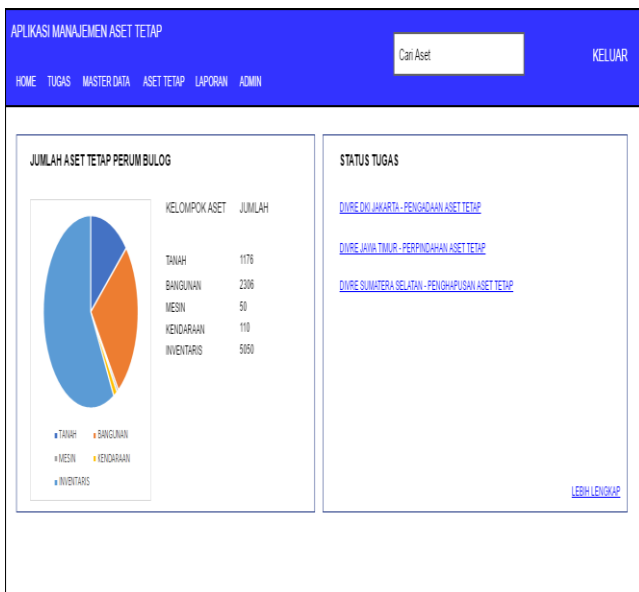 APLIKASI MANAJEMEN ASET TETAP
Cari Aset
KELUAR
HOME TUGAS MASTER DATA ASET TETAP LAPORAN ADMIN
JUMLAH ASET TETAP PERUM BULOG
KELOMPOK ASET JUMLAH
TANAH 1176
BANGUNAN 2306
MESIN 50
KENDARAAN 110
INVENTARIS 5050
TANAH BANGUNAN
MESIN KENDARAAN
INVENTARIS
STATUS TUGAS
DIVRE DKI JAKARTA - PENGADAAN ASET TETAP
DIVRE JAWA TIMUR - PERPINDAHAN ASET TETAP
DIVRE SUMATERA SELATAN - PENGHAPUSAN ASET TETAP
LEBIH LENGKAP